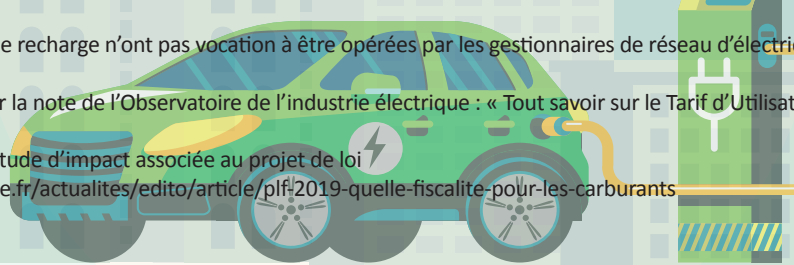 e recharge n’ont pas vocation à être opérées par les gestionnaires de réseau d’électri
r la note de l’Observatoire de l’industrie électrique : « Tout savoir sur le Tarif d’Utilisat
tude d’impact associée au projet de loi
e.fr/actualites/edito/article/plf-2019-quelle-fiscalite-pour-les-carburants